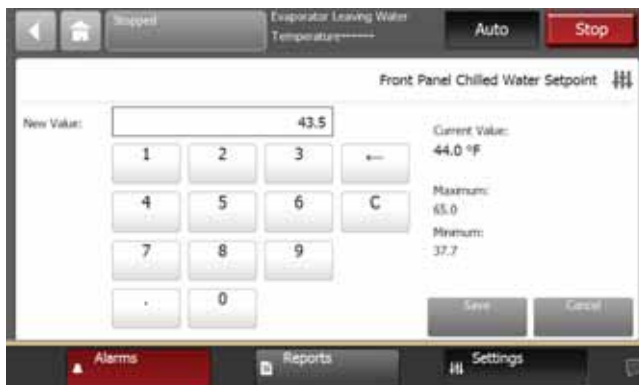 Stopped
Evaporator Leaving Water
Temperature------
Auto
Stop
Front Panel Chilled Water Setpoint
New Value:
43.5
Current Value:
44.0 °F
1 2 3 ←
4 5 6 C
Maximum:
65.0
Minimum:
37.7
7 8 9
. 0
Save
Cancel
Alarms
Reports
Settings